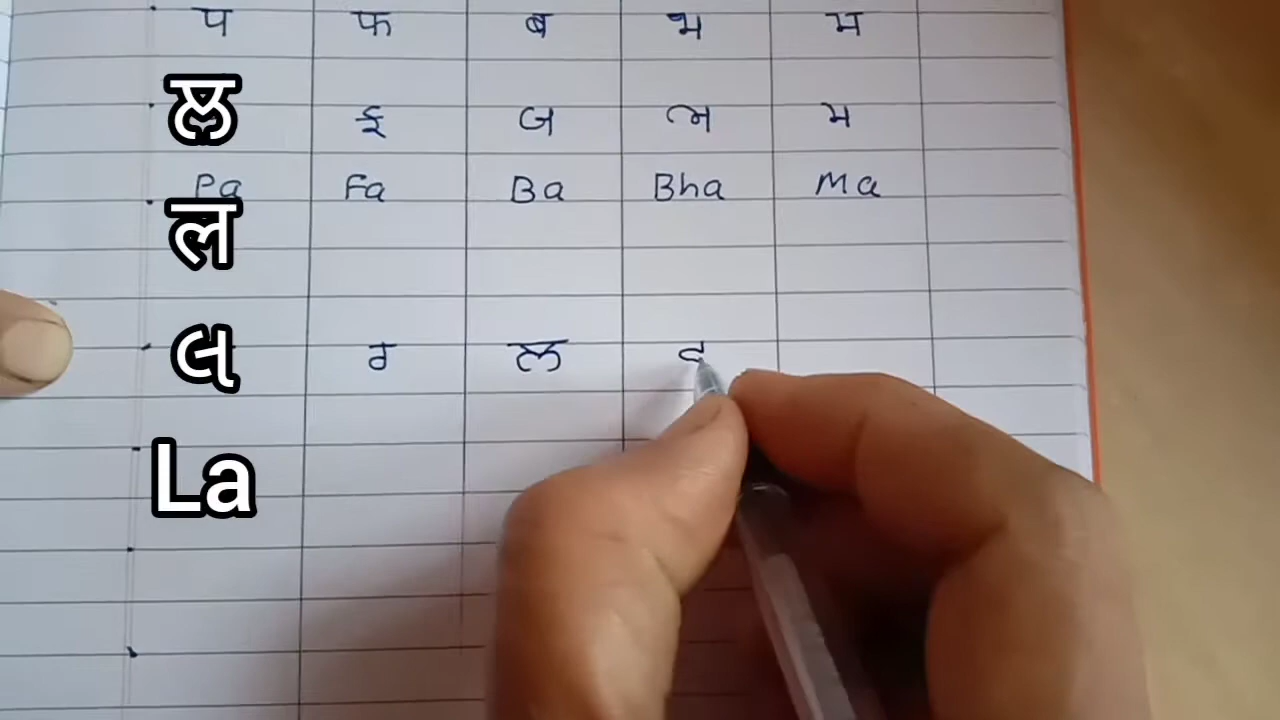 प फ ब भ म
ફ બ ભ મ
Pa Fa Ba Bha Ma
र ल
ल
ल
લ
La